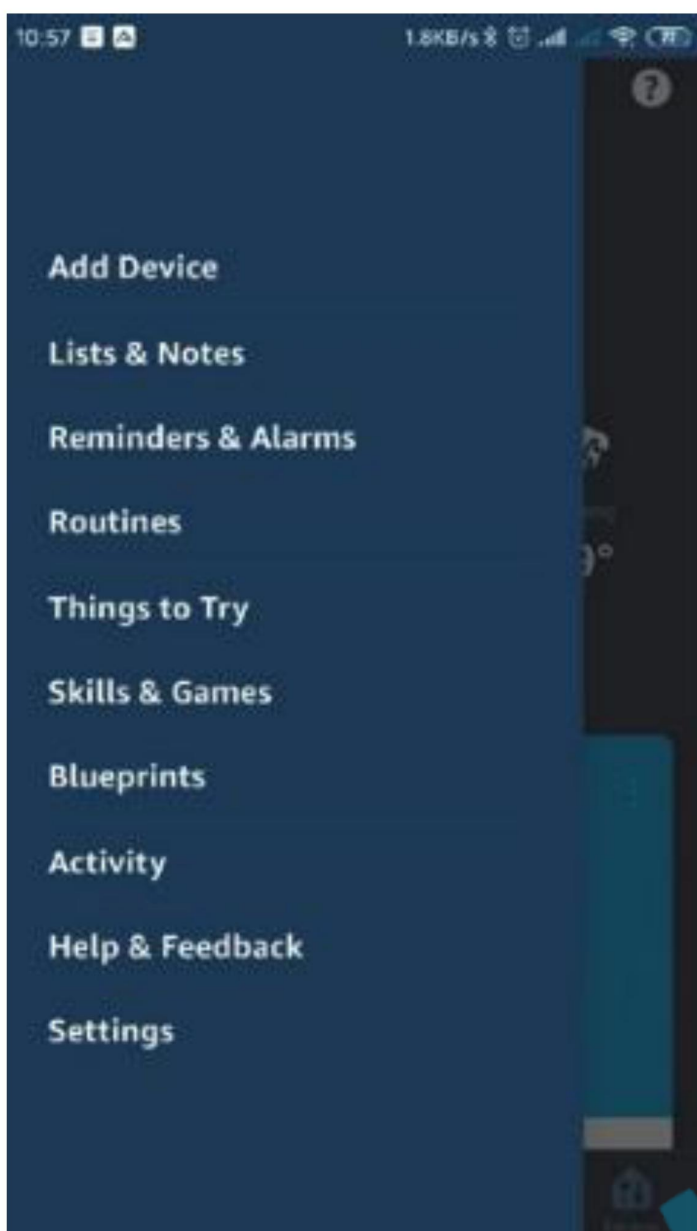 10:57 1.8KB/s
?
Add Device
Lists & Notes
Reminders & Alarms
9°
Routines
Things to Try
Skills & Games
Blueprints
Activity
Help & Feedback
Settings